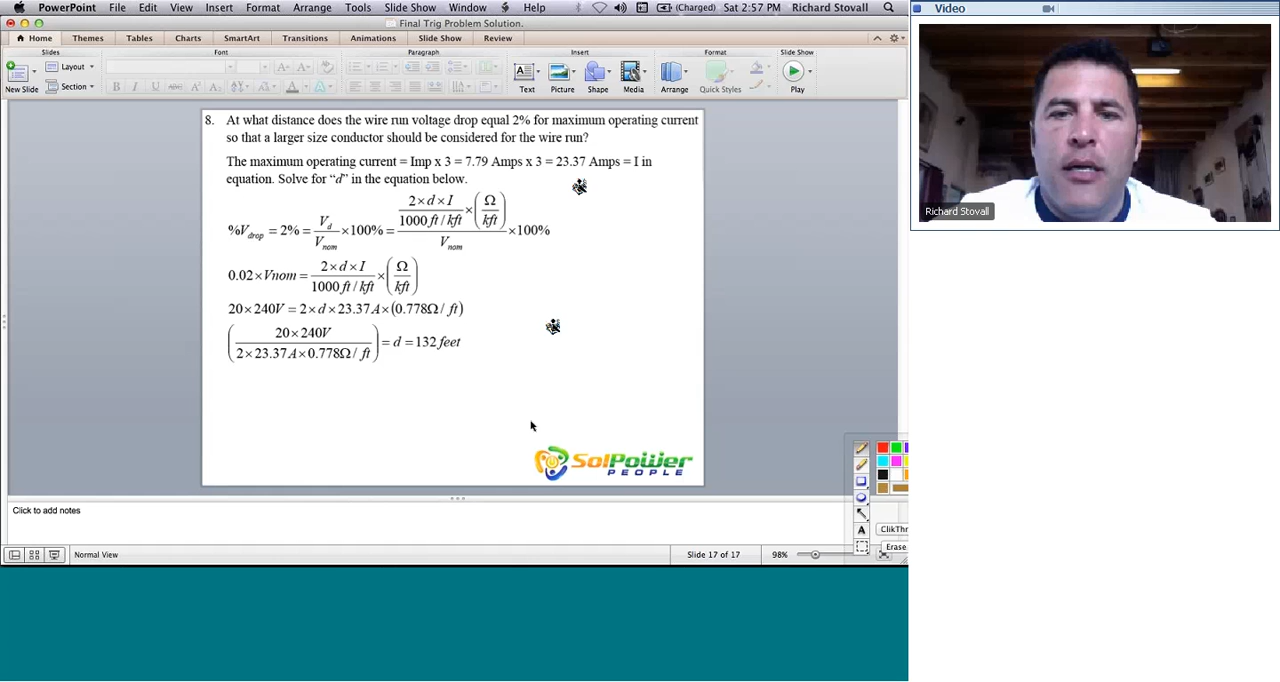 PowerPoint File Edit View Insert Format Arrange Tools Slide Show Window Help (Charged) Sat 2:57 PM Richard Stovall
Final Trig Problem Solution.
Home Themes Tables Charts SmartArt Transitions Animations Slide Show Review
Slides Font Paragraph Insert Format Slide Show
Layout
Section
New Slide Text Picture Shape Media Arrange Quick Styles Play
B I U ABC
8. At what distance does the wire run voltage drop equal 2% for maximum operating current
so that a larger size conductor should be considered for the wire run?
The maximum operating current = Imp x 3 = 7.79 Amps x 3 = 23.37 Amps = I in
equation. Solve for “d” in the equation below.
%Vdrop = 2% = Vd / Vnom × 100% = (2×d×I / 1000 ft / kft × (Ω / kft)) / Vnom × 100%
0.02 × Vnom = 2×d×I / 1000 ft / kft × (Ω / kft)
20×240V = 2×d×23.37A×(0.778Ω/ ft)
(20×240V / 2×23.37A×0.778Ω/ ft) = d = 132 feet
SolPower
PEOPLE
Click to add notes
Normal View Slide 17 of 17 98%
A
ClikThr
Erase
Video
Richard Stovall